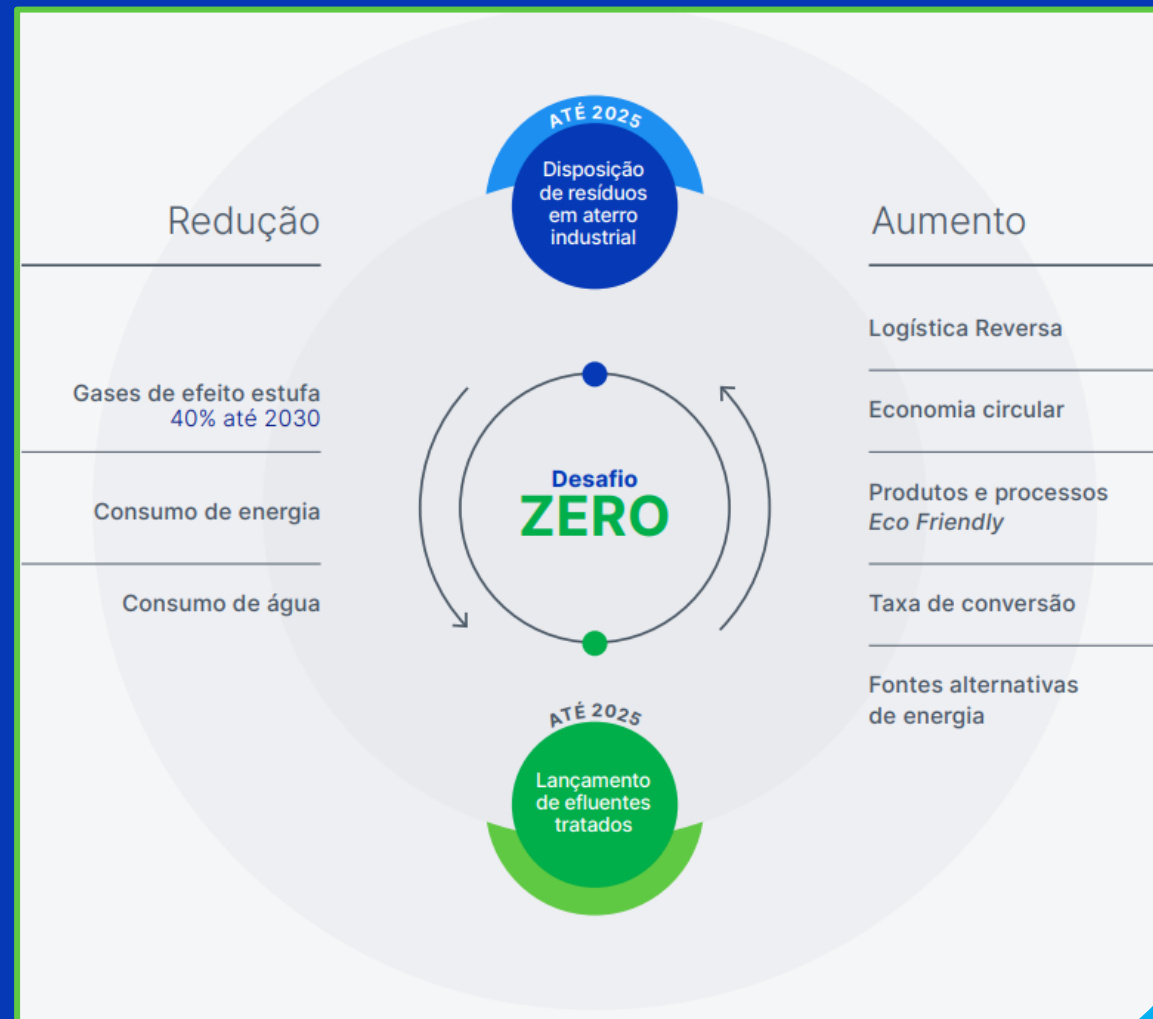 ATÉ 2025
Disposição
de resíduos
em aterro
industrial
Redução
Gases de efeito estufa
40% até 2030
Consumo de energia
Consumo de água
Desafio
ZERO
Aumento
Logística Reversa
Economia circular
Produtos e processos
Eco Friendly
Taxa de conversão
Fontes alternativas
de energia
ATÉ 2025
Lançamento
de efluentes
tratados